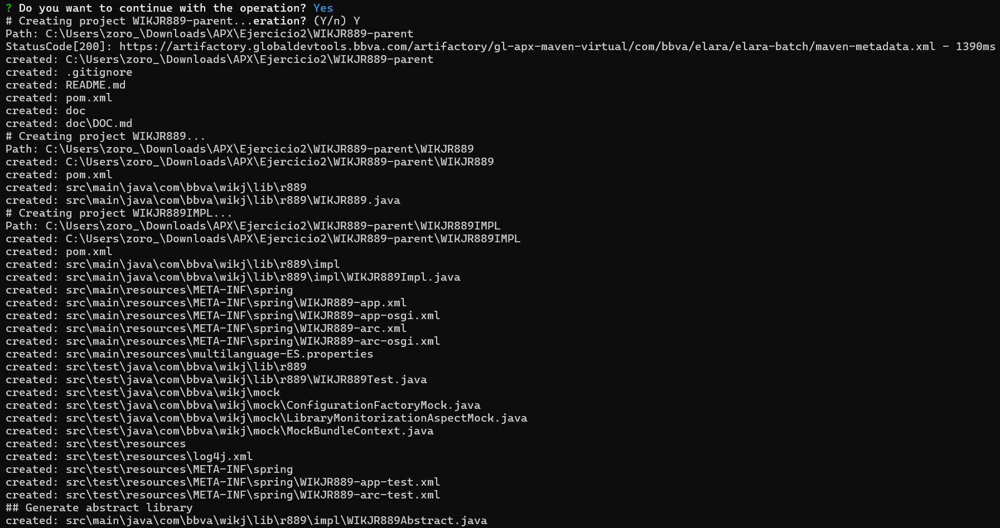 ? Do you want to continue with the operation? Yes
# Creating project WIKJR889-parent...eration? (Y/n) Y
Path: C:\Users\zoro_\Downloads\APX\Ejercicio2\WIKJR889-parent
StatusCode[200]: https://artifactory.globaldevtools.bbva.com/artifactory/gl-apx-maven-virtual/com/bbva/elara/elara-batch/maven-metadata.xml - 1390ms
created: C:\Users\zoro_\Downloads\APX\Ejercicio2\WIKJR889-parent
created: .gitignore
created: README.md
created: pom.xml
created: doc
created: doc\DOC.md
# Creating project WIKJR889...
Path: C:\Users\zoro_\Downloads\APX\Ejercicio2\WIKJR889-parent\WIKJR889
created: C:\Users\zoro_\Downloads\APX\Ejercicio2\WIKJR889-parent\WIKJR889
created: pom.xml
created: src\main\java\com\bbva\wikj\lib\r889
created: src\main\java\com\bbva\wikj\lib\r889\WIKJR889.java
# Creating project WIKJR889IMPL...
Path: C:\Users\zoro_\Downloads\APX\Ejercicio2\WIKJR889-parent\WIKJR889IMPL
created: C:\Users\zoro_\Downloads\APX\Ejercicio2\WIKJR889-parent\WIKJR889IMPL
created: pom.xml
created: src\main\java\com\bbva\wikj\lib\r889\impl
created: src\main\java\com\bbva\wikj\lib\r889\impl\WIKJR889Impl.java
created: src\main\resources\META-INF\spring
created: src\main\resources\META-INF\spring\WIKJR889-app.xml
created: src\main\resources\META-INF\spring\WIKJR889-app-osgi.xml
created: src\main\resources\META-INF\spring\WIKJR889-arc.xml
created: src\main\resources\META-INF\spring\WIKJR889-arc-osgi.xml
created: src\main\resources\multilanguage-ES.properties
created: src\test\java\com\bbva\wikj\lib\r889
created: src\test\java\com\bbva\wikj\lib\r889\WIKJR889Test.java
created: src\test\java\com\bbva\wikj\mock
created: src\test\java\com\bbva\wikj\mock\ConfigurationFactoryMock.java
created: src\test\java\com\bbva\wikj\mock\LibraryMonitorizationAspectMock.java
created: src\test\java\com\bbva\wikj\mock\MockBundleContext.java
created: src\test\resources
created: src\test\resources\log4j.xml
created: src\test\resources\META-INF\spring
created: src\test\resources\META-INF\spring\WIKJR889-app-test.xml
created: src\test\resources\META-INF\spring\WIKJR889-arc-test.xml
## Generate abstract library
created: src\main\java\com\bbva\wikj\lib\r889\impl\WIKJR889Abstract.java